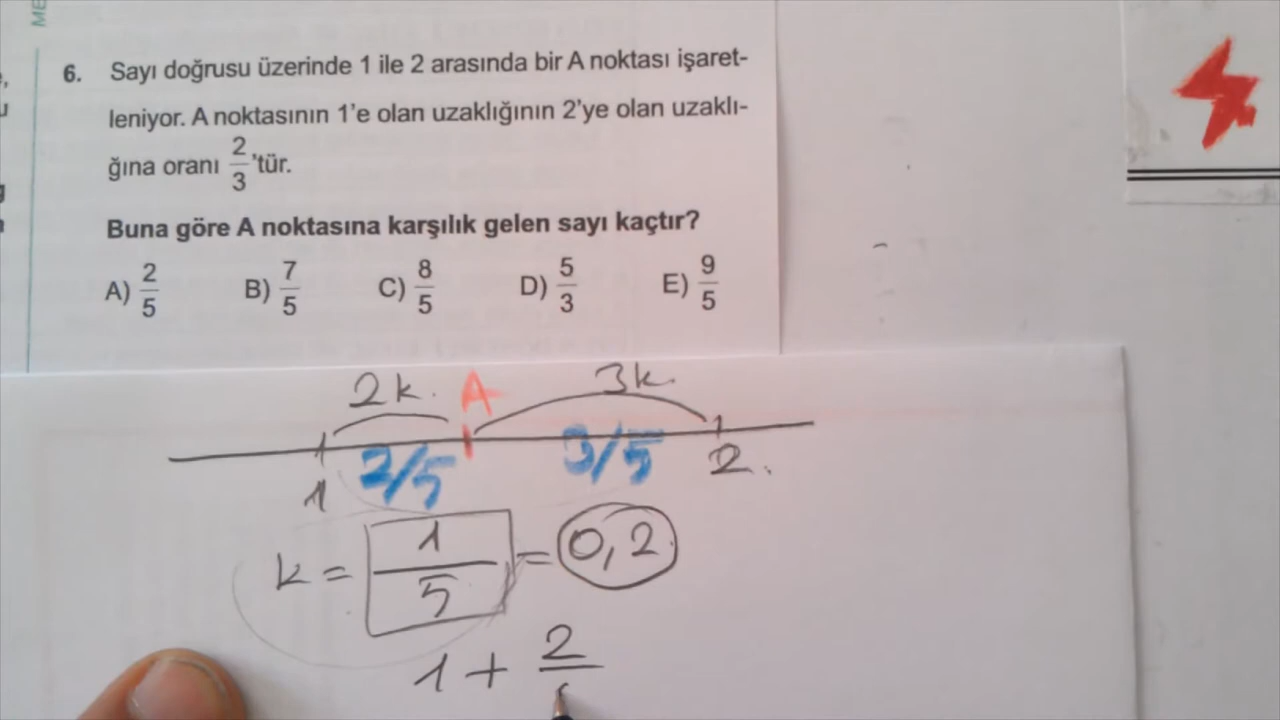 ME
6. Sayı doğrusu üzerinde 1 ile 2 arasında bir A noktası işaret-
leniyor. A noktasının 1'e olan uzaklığının 2'ye olan uzaklı-
ğına oranı 2/3 'tür.
Buna göre A noktasına karşılık gelen sayı kaçtır?
A) 2/5 B) 7/5 C) 8/5 D) 5/3 E) 9/5
2k. A 3k.
2/5 3/5
1 2.
k = 1/5 = 0,2
1 + 2